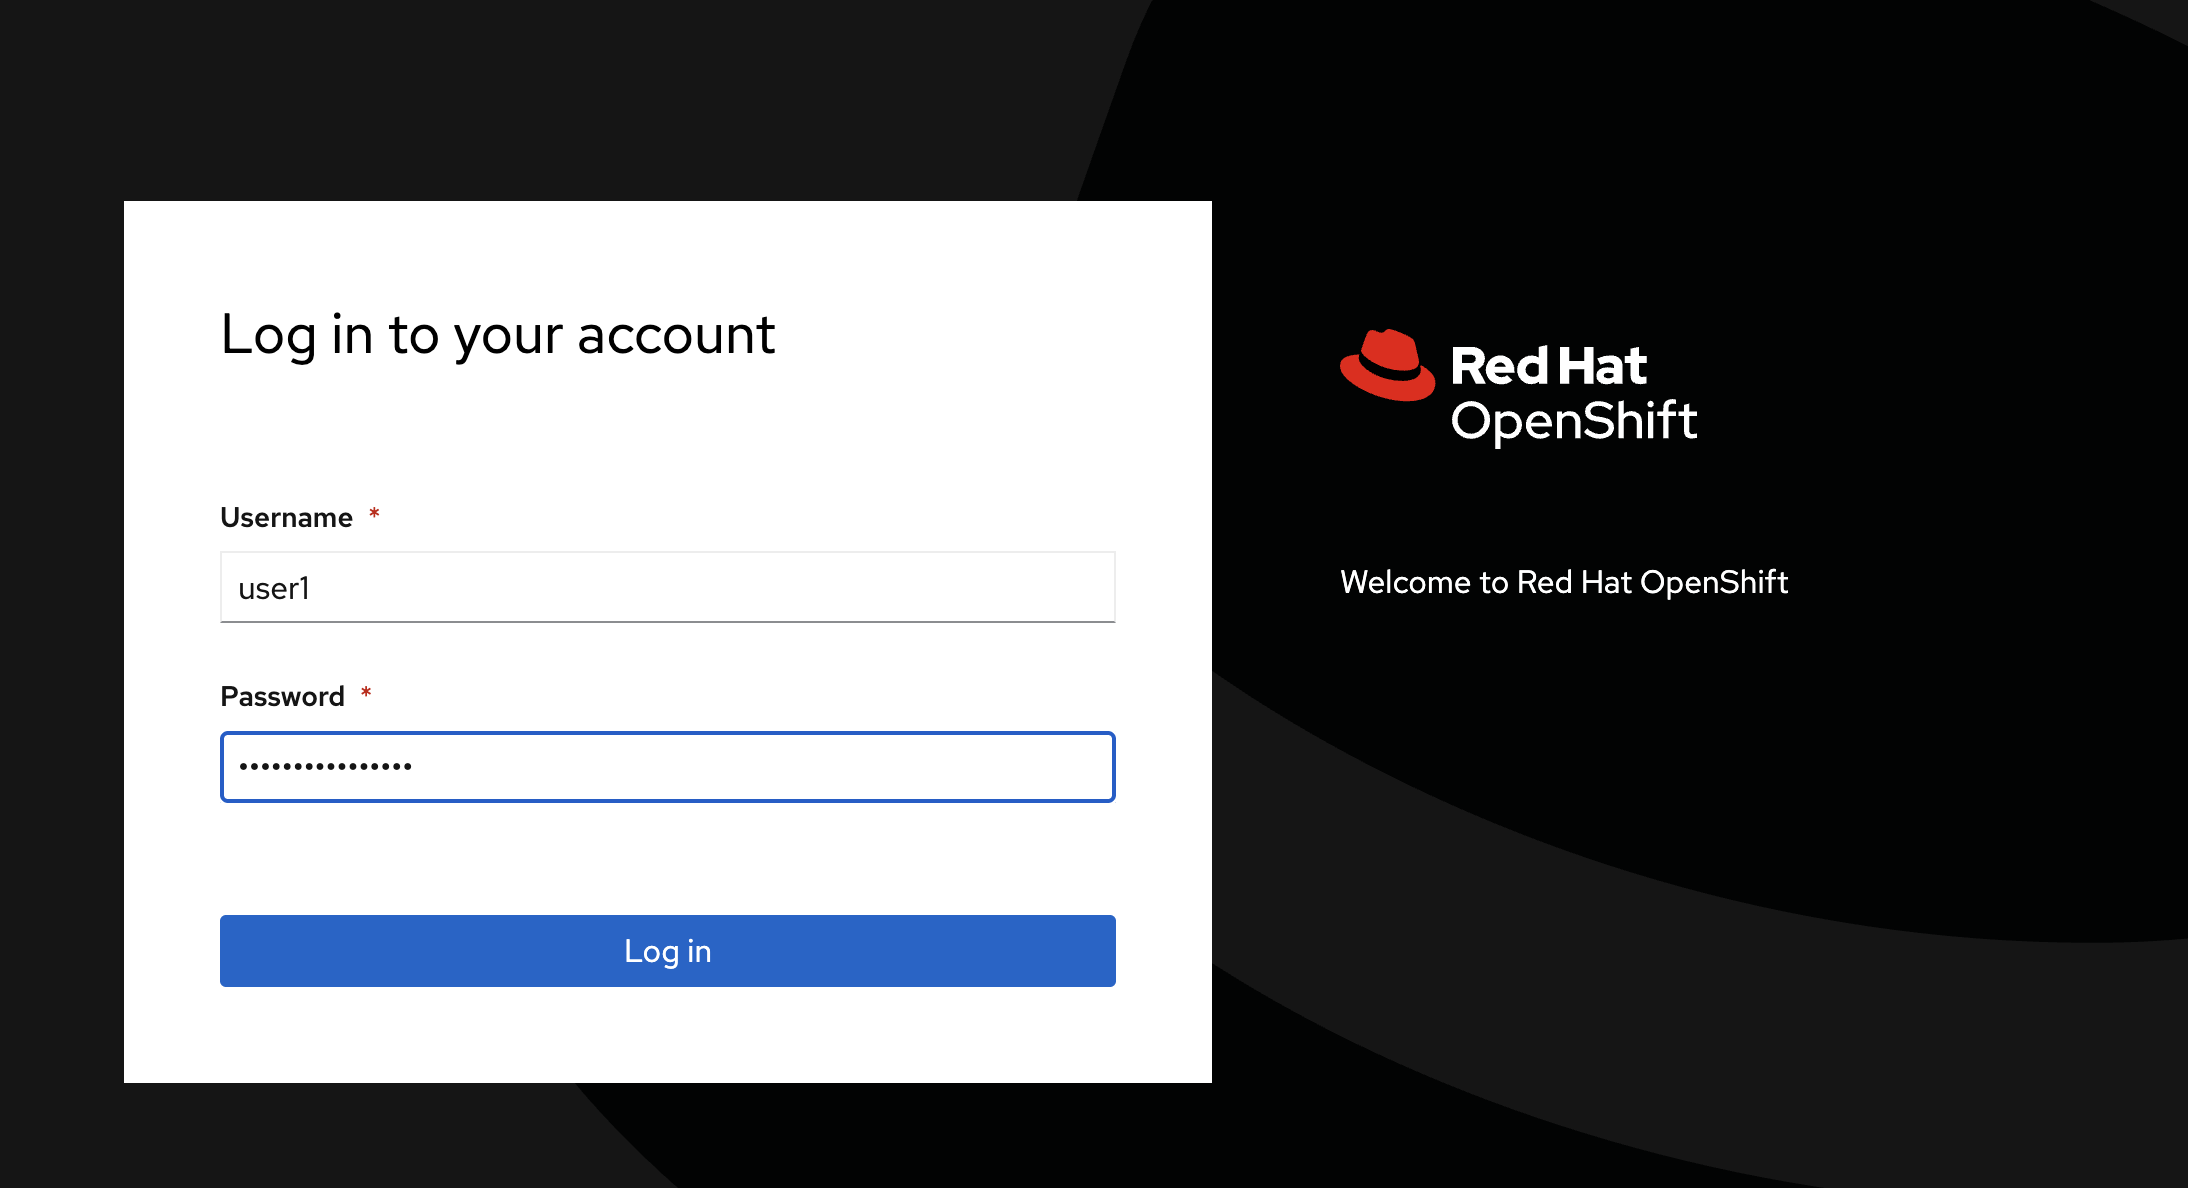 Log in to your account
Username *
user1
Password *
••••••••••••••••
Log in
Red Hat
OpenShift
Welcome to Red Hat OpenShift